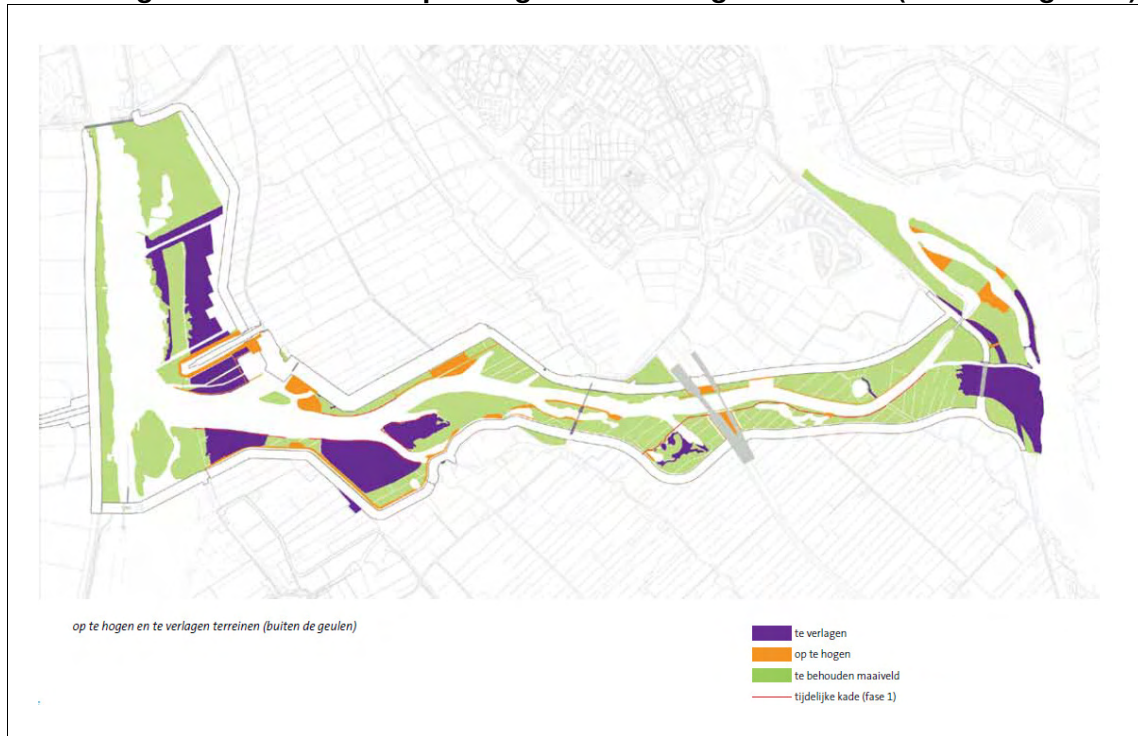 op te hogen en te verlagen terreinen (buiten de geulen)
te verlagen
op te hogen
te behouden maaiveld
tijdelijke kade (fase 1)